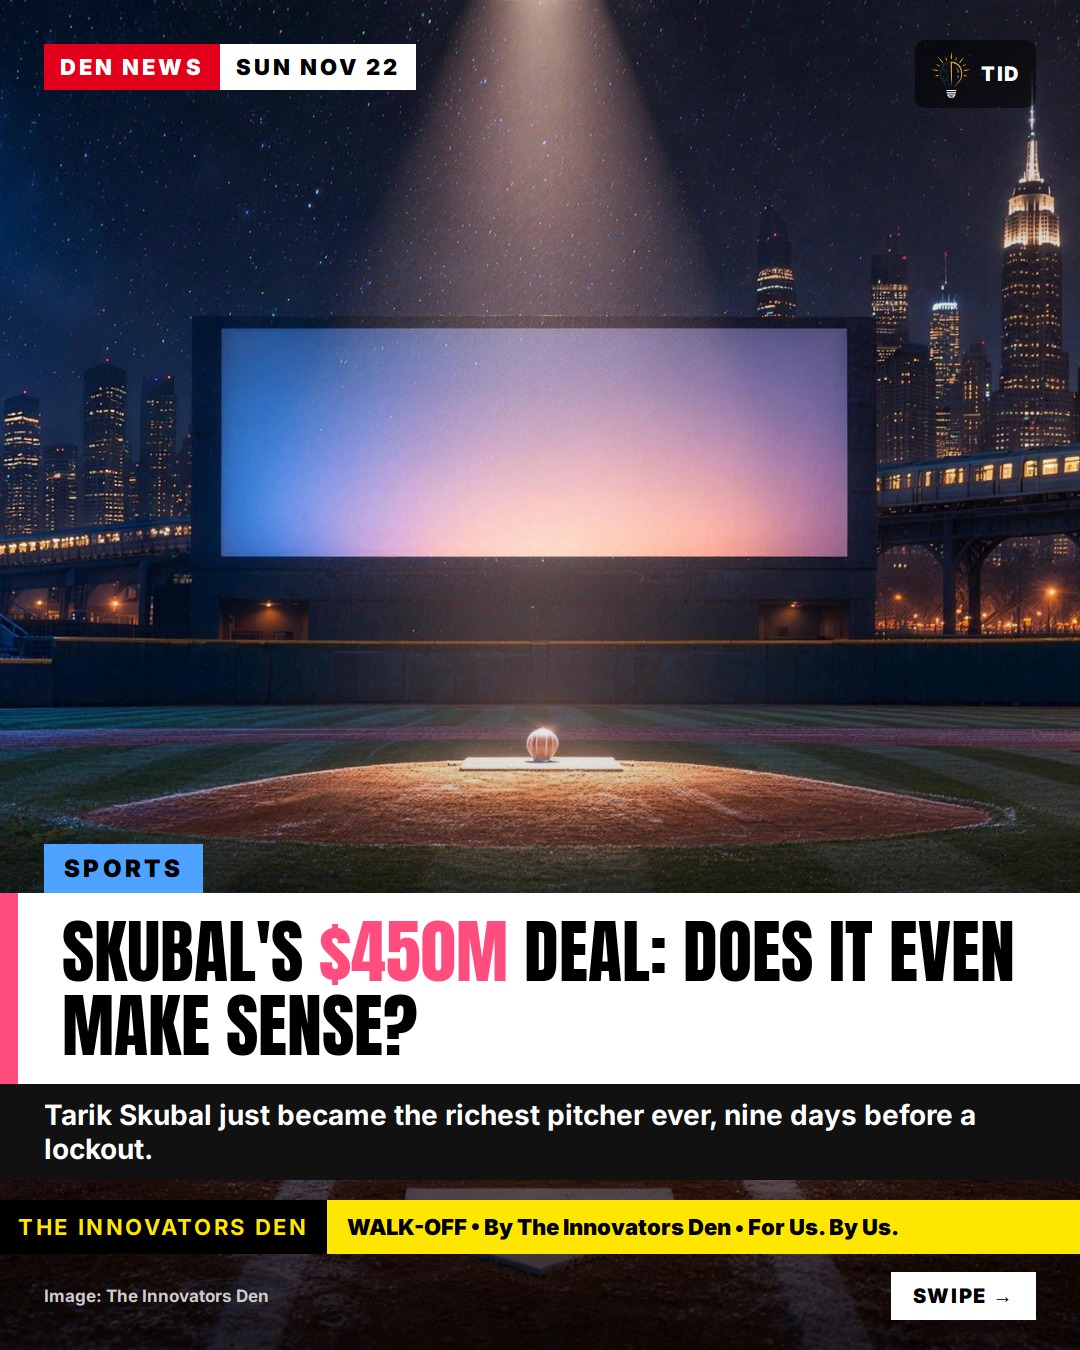 DEN NEWS SUN NOV 22
TID
SPORTS
SKUBAL'S $450M DEAL: DOES IT EVEN
MAKE SENSE?
Tarik Skubal just became the richest pitcher ever, nine days before a
lockout.
THE INNOVATORS DEN WALK-OFF • By The Innovators Den • For Us. By Us.
Image: The Innovators Den
SWIPE →